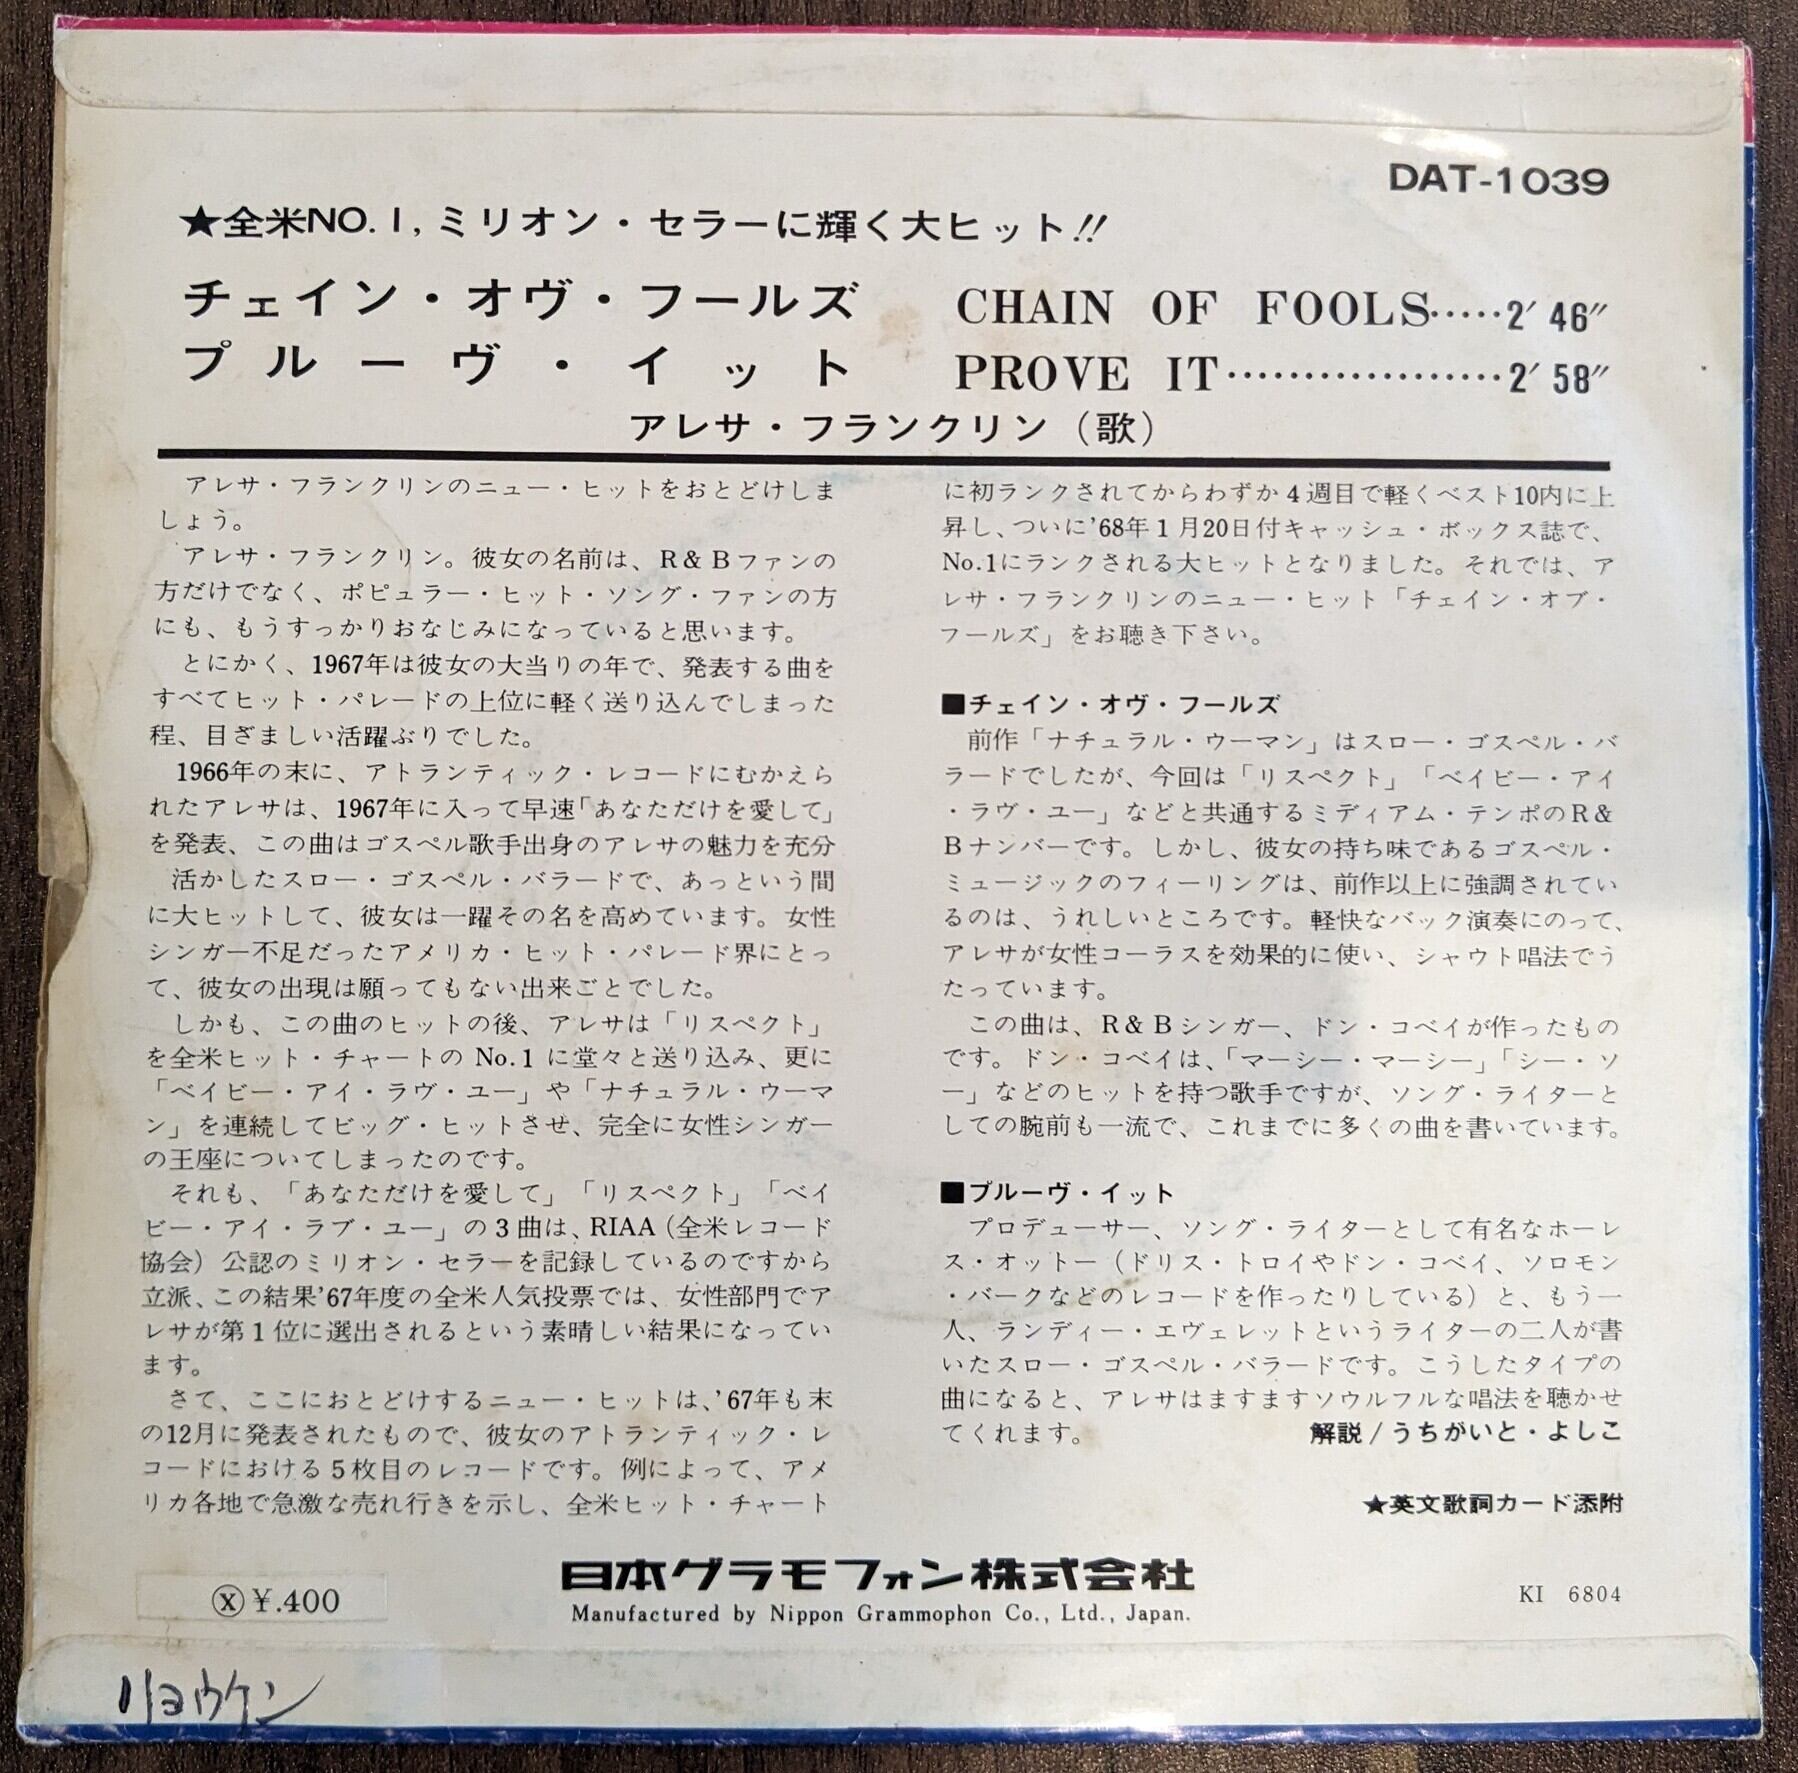 DAT-1039
★全米NO.1, ミリオン・セラーに輝く大ヒット!!
チェイン・オヴ・フールズ CHAIN OF FOOLS.....2′ 46″
プルーヴ・イット PROVE IT..................2′ 58″
アレサ・フランクリン（歌）
アレサ・フランクリンのニュー・ヒットをおとどけしま
しょう。
アレサ・フランクリン。彼女の名前は、R＆Bファンの
方だけでなく、ポピュラー・ヒット・ソング・ファンの方
にも、もうすっかりおなじみになっていると思います。
とにかく、1967年は彼女の大当りの年で、発表する曲を
すべてヒット・パレードの上位に軽く送り込んでしまった
程、目ざましい活躍ぶりでした。
1966年の末に、アトランティック・レコードにむかえら
れたアレサは、1967年に入って早速「あなただけを愛して」
を発表、この曲はゴスペル歌手出身のアレサの魅力を充分
活かしたスロー・ゴスペル・バラードで、あっという間
に大ヒットして、彼女は一躍その名を高めています。女性
シンガー不足だったアメリカ・ヒット・パレード界にとっ
て、彼女の出現は願ってもない出来ごとでした。
しかも、この曲のヒットの後、アレサは「リスペクト」
を全米ヒット・チャートの No.1 に堂々と送り込み、更に
「ベイビー・アイ・ラヴ・ユー」や「ナチュラル・ウーマ
ン」を連続してビッグ・ヒットさせ、完全に女性シンガー
の王座についてしまったのです。
それも、「あなただけを愛して」「リスペクト」「ベイ
ビー・アイ・ラブ・ユー」の3曲は、RIAA（全米レコード
協会）公認のミリオン・セラーを記録しているのですから
立派、この結果'67年度の全米人気投票では、女性部門でア
レサが第1位に選出されるという素晴しい結果になってい
ます。
さて、ここにおとどけするニュー・ヒットは、'67年も末
の12月に発表されたもので、彼女のアトランティック・レ
コードにおける5枚目のレコードです。例によって、アメ
リカ各地で急激な売れ行きを示し、全米ヒット・チャート
に初ランクされてからわずか4週目で軽くベスト10内に上
昇し、ついに'68年1月20日付キャッシュ・ボックス誌で、
No.1にランクされる大ヒットとなりました。それでは、ア
レサ・フランクリンのニュー・ヒット「チェイン・オブ・
フールズ」をお聴き下さい。
■チェイン・オヴ・フールズ
前作「ナチュラル・ウーマン」はスロー・ゴスペル・バ
ラードでしたが、今回は「リスペクト」「ベイビー・アイ
・ラヴ・ユー」などと共通するミディアム・テンポのR＆
Bナンバーです。しかし、彼女の持ち味であるゴスペル・
ミュージックのフィーリングは、前作以上に強調されてい
るのは、うれしいところです。軽快なバック演奏にのって、
アレサが女性コーラスを効果的に使い、シャウト唱法でう
たっています。
この曲は、R＆Bシンガー、ドン・コベイが作ったもの
です。ドン・コベイは、「マーシー・マーシー」「シー・ソ
ー」などのヒットを持つ歌手ですが、ソング・ライターと
しての腕前も一流で、これまでに多くの曲を書いています。
■プルーヴ・イット
プロデューサー、ソング・ライターとして有名なホーレ
ス・オットー（ドリス・トロイやドン・コベイ、ソロモン
・バークなどのレコードを作ったりしている）と、もう一
人、ランディー・エヴェレットというライターの二人が書
いたスロー・ゴスペル・バラードです。こうしたタイプの
曲になると、アレサはますますソウルフルな唱法を聴かせ
てくれます。 解説/うちがいと・よしこ
★英文歌詞カード添附
日本グラモフォン株式会社
Ⓧ¥.400
Manufactured by Nippon Grammophon Co., Ltd., Japan.
KI 6804
リョウケン